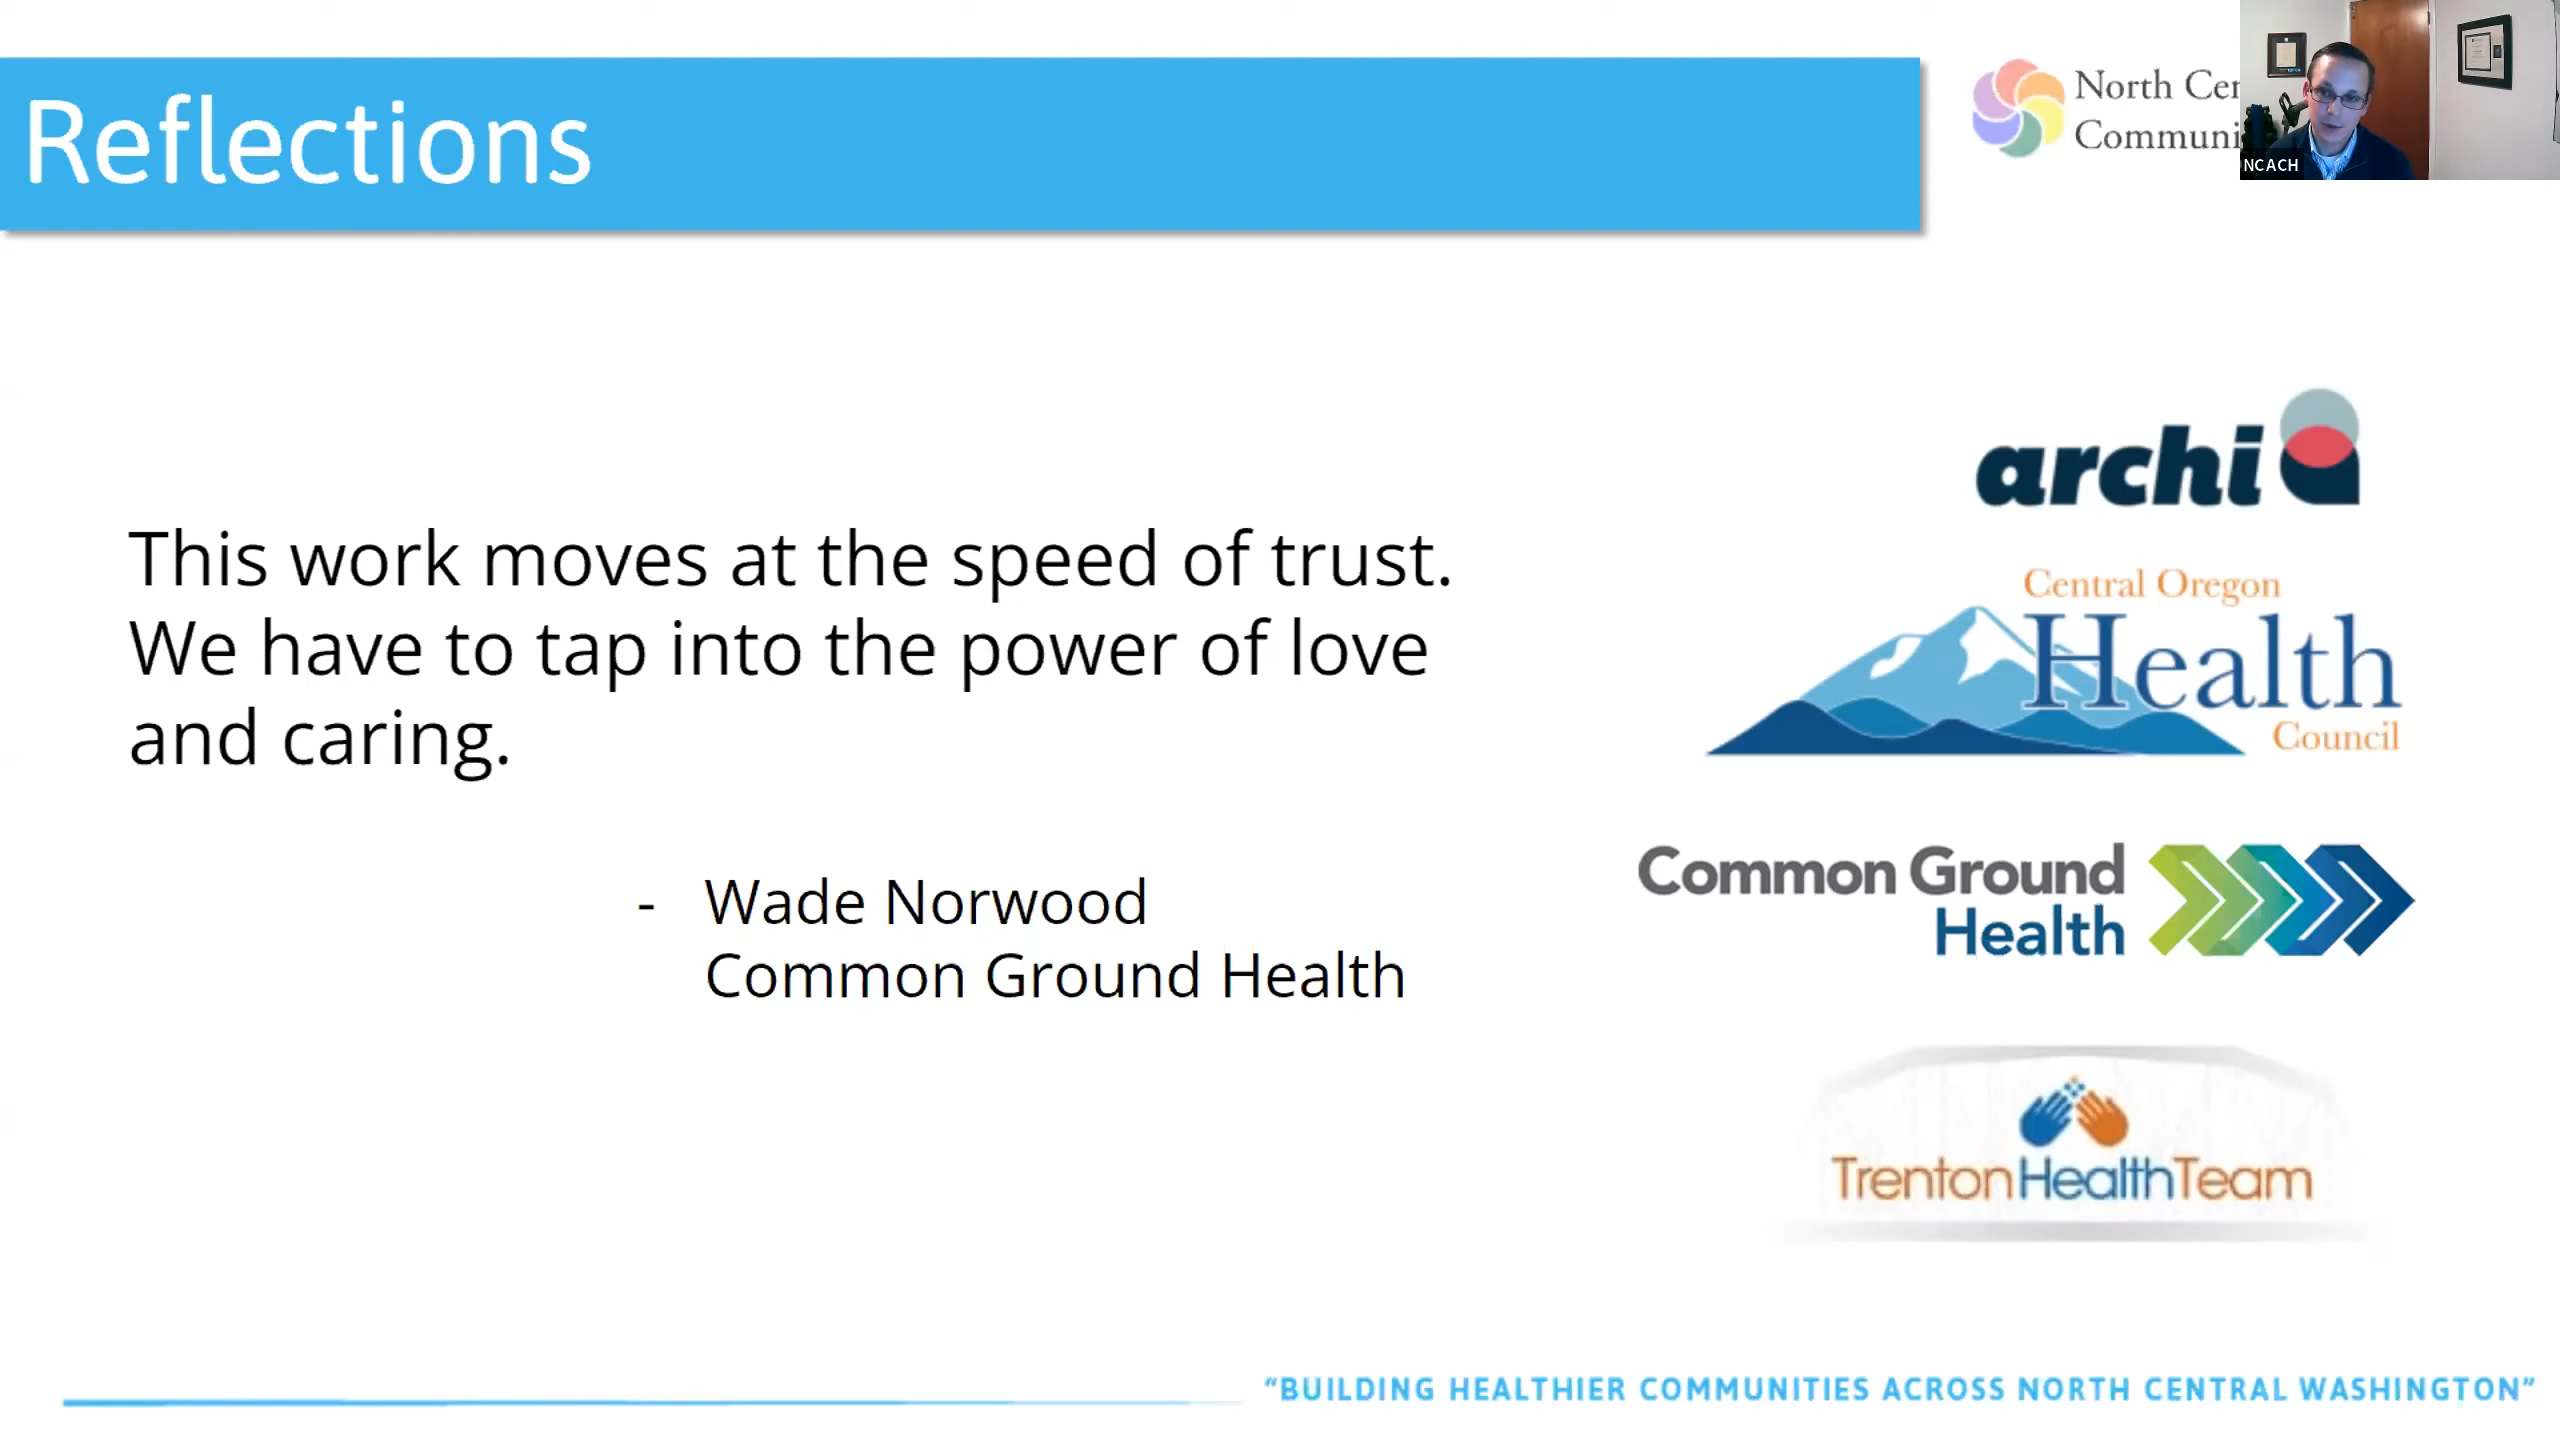 Reflections
North Cen
Communi
NCACH
archi
Central Oregon
Health
Council
This work moves at the speed of trust.
We have to tap into the power of love
and caring.
- Wade Norwood
Common Ground Health
Common Ground
Health
TrentonHealthTeam
“BUILDING HEALTHIER COMMUNITIES ACROSS NORTH CENTRAL WASHINGTON”